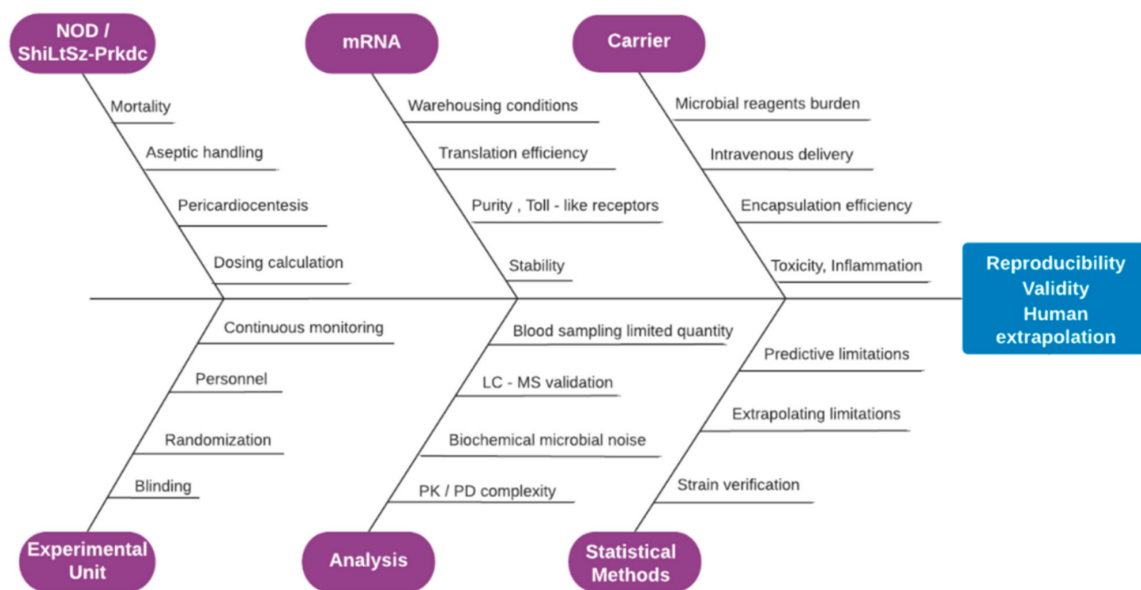 NOD /
ShiLtSz-Prkdc
mRNA
Carrier
Mortality
Aseptic handling
Pericardiocentesis
Dosing calculation
Warehousing conditions
Translation efficiency
Purity , Toll - like receptors
Stability
Microbial reagents burden
Intravenous delivery
Encapsulation efficiency
Toxicity, Inflammation
Reproducibility
Validity
Human
extrapolation
Continuous monitoring
Personnel
Randomization
Blinding
Blood sampling limited quantity
LC - MS validation
Biochemical microbial noise
PK / PD complexity
Predictive limitations
Extrapolating limitations
Strain verification
Experimental
Unit
Analysis
Statistical
Methods